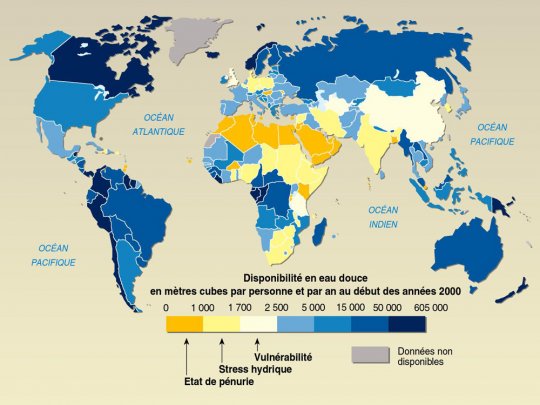 OCÉAN
ATLANTIQUE
OCÉAN
PACIFIQUE
OCÉAN
INDIEN
OCÉAN
PACIFIQUE
Disponibilité en eau douce
en mètres cubes par personne et par an au début des années 2000
0 1 000 1700 2 500 5 000 15 000 50 000 605 000
Données non
disponibles
Vulnérabilité
Stress hydrique
Etat de pénurie